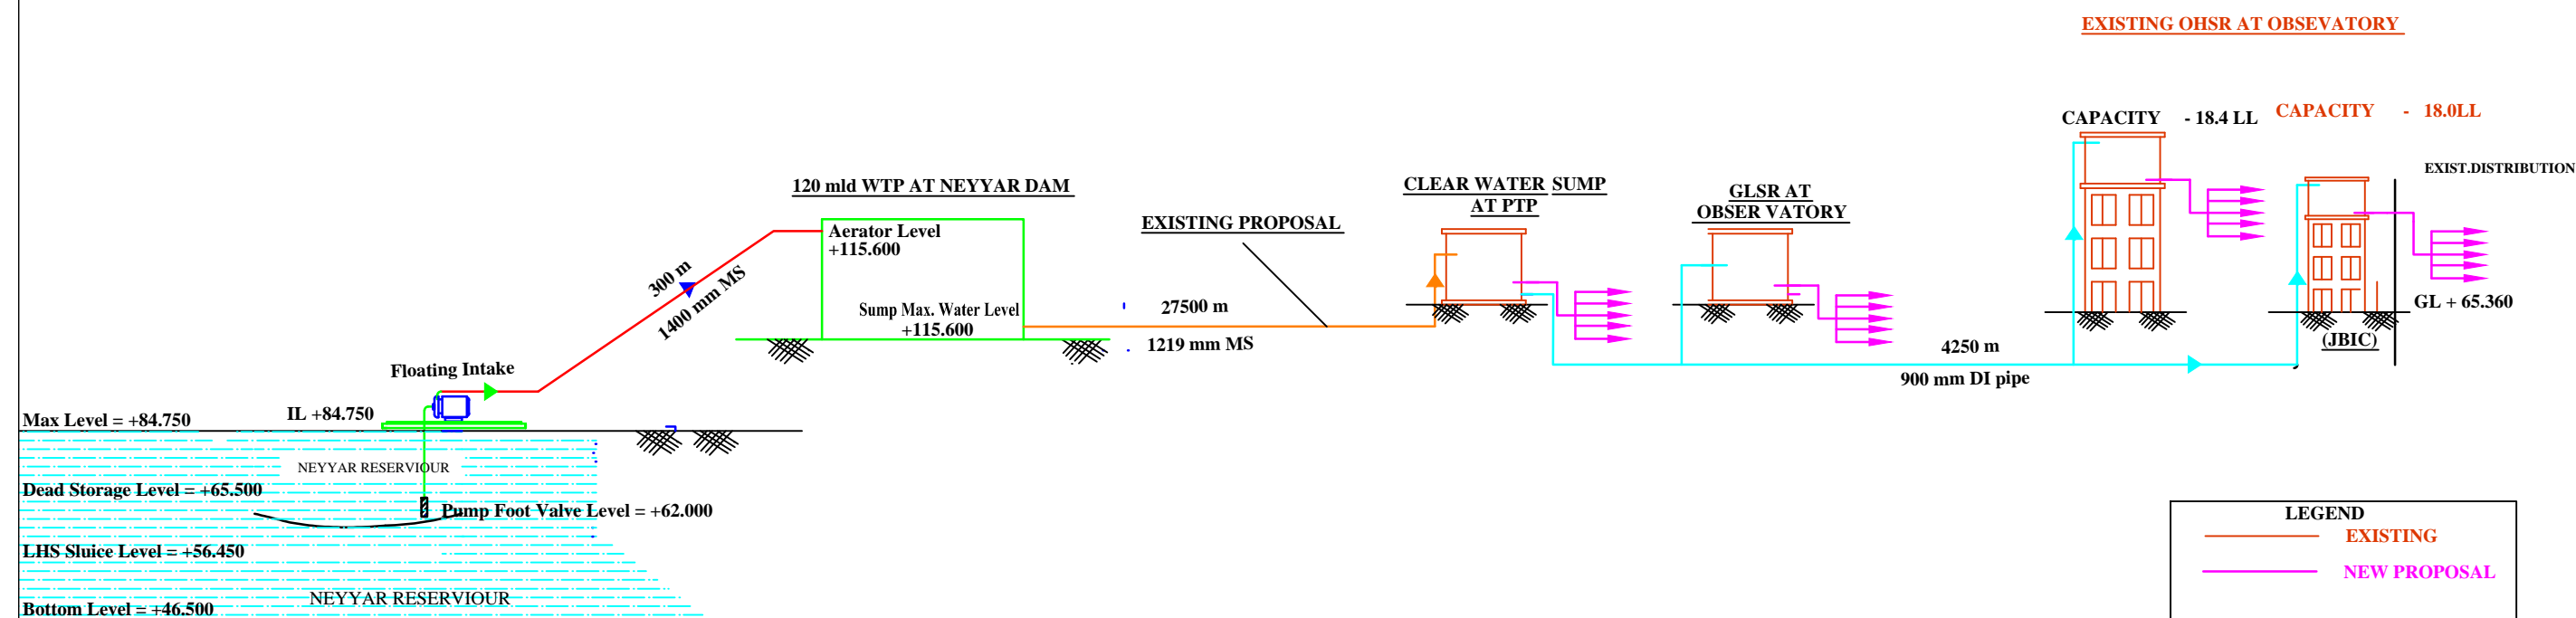 EXISTING OHSR AT OBSEVATORY
CAPACITY - 18.4 LL
CAPACITY - 18.0LL
EXIST.DISTRIBUTION
120 mld WTP AT NEYYAR DAM
CLEAR WATER SUMP
AT PTP
GLSR AT
OBSER VATORY
EXISTING PROPOSAL
Aerator Level
+115.600
300 m
1400 mm MS
Sump Max. Water Level
+115.600
27500 m
1219 mm MS
GL + 65.360
(JBIC)
4250 m
900 mm DI pipe
Floating Intake
IL +84.750
Max Level = +84.750
NEYYAR RESERVIOUR
Dead Storage Level = +65.500
Pump Foot Valve Level = +62.000
LHS Sluice Level = +56.450
NEYYAR RESERVIOUR
Bottom Level = +46.500
LEGEND
EXISTING
NEW PROPOSAL